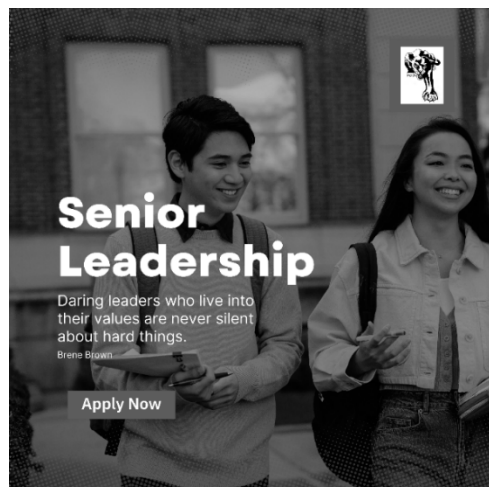 Senior
Leadership
Daring leaders who live into
their values are never silent
about hard things.
Brene Brown
Apply Now